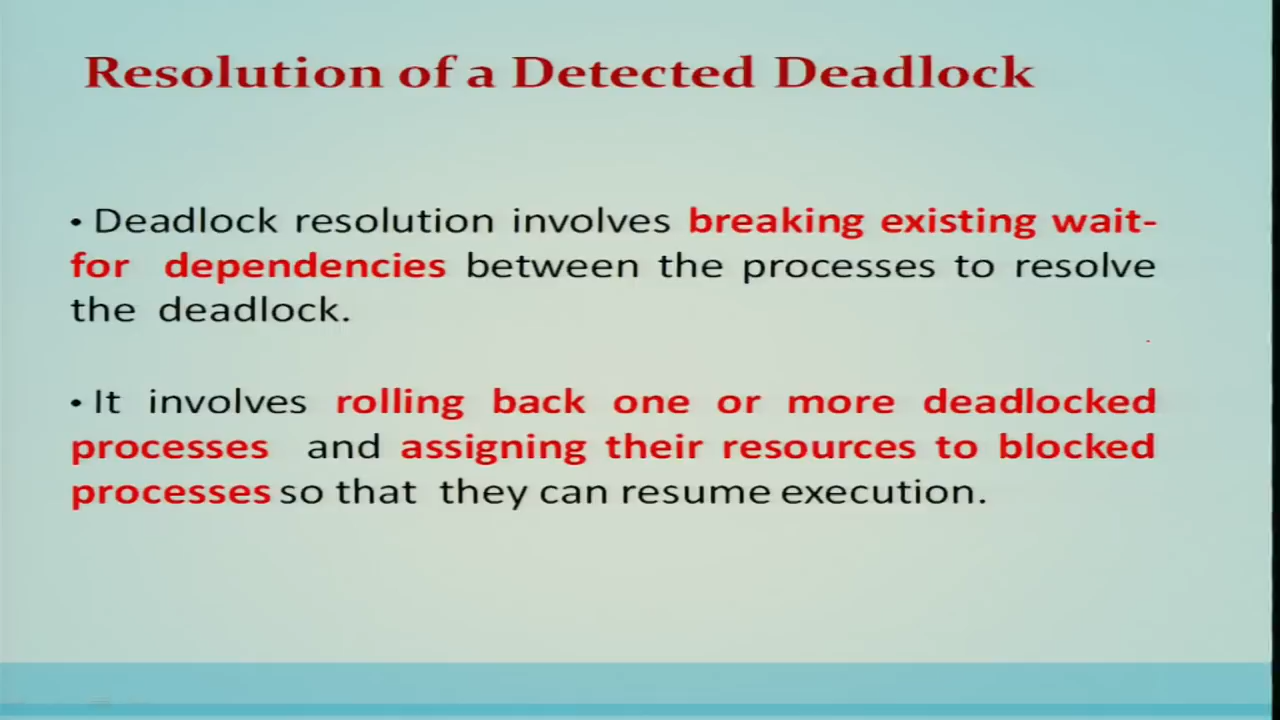 Resolution of a Detected Deadlock
• Deadlock resolution involves breaking existing wait-
for dependencies between the processes to resolve
the deadlock.
• It involves rolling back one or more deadlocked
processes and assigning their resources to blocked
processes so that they can resume execution.